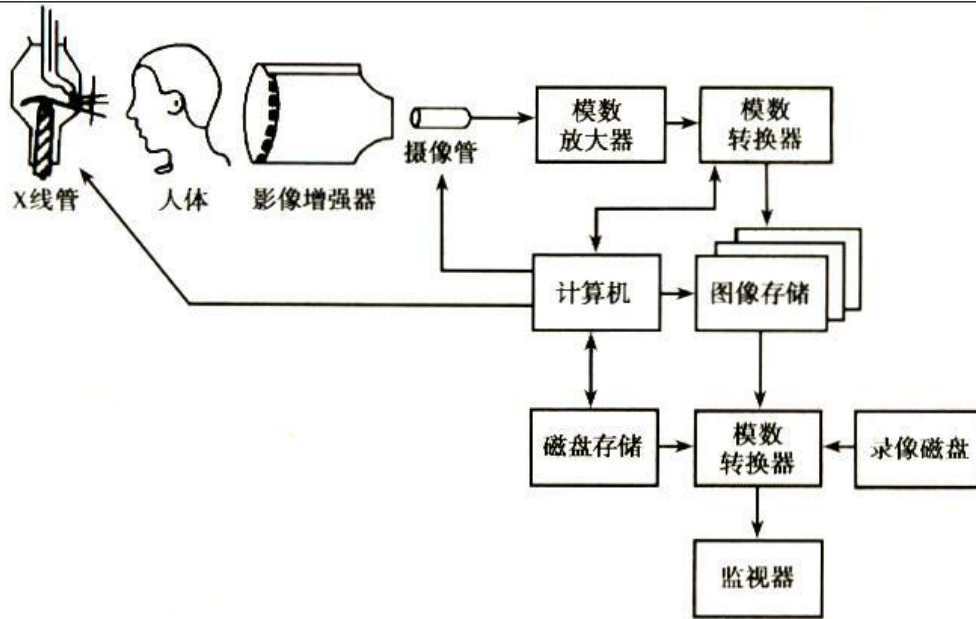 X线管
人体
影像增强器
摄像管
模数
放大器
模数
转换器
计算机
图像存储
磁盘存储
模数
转换器
录像磁盘
监视器